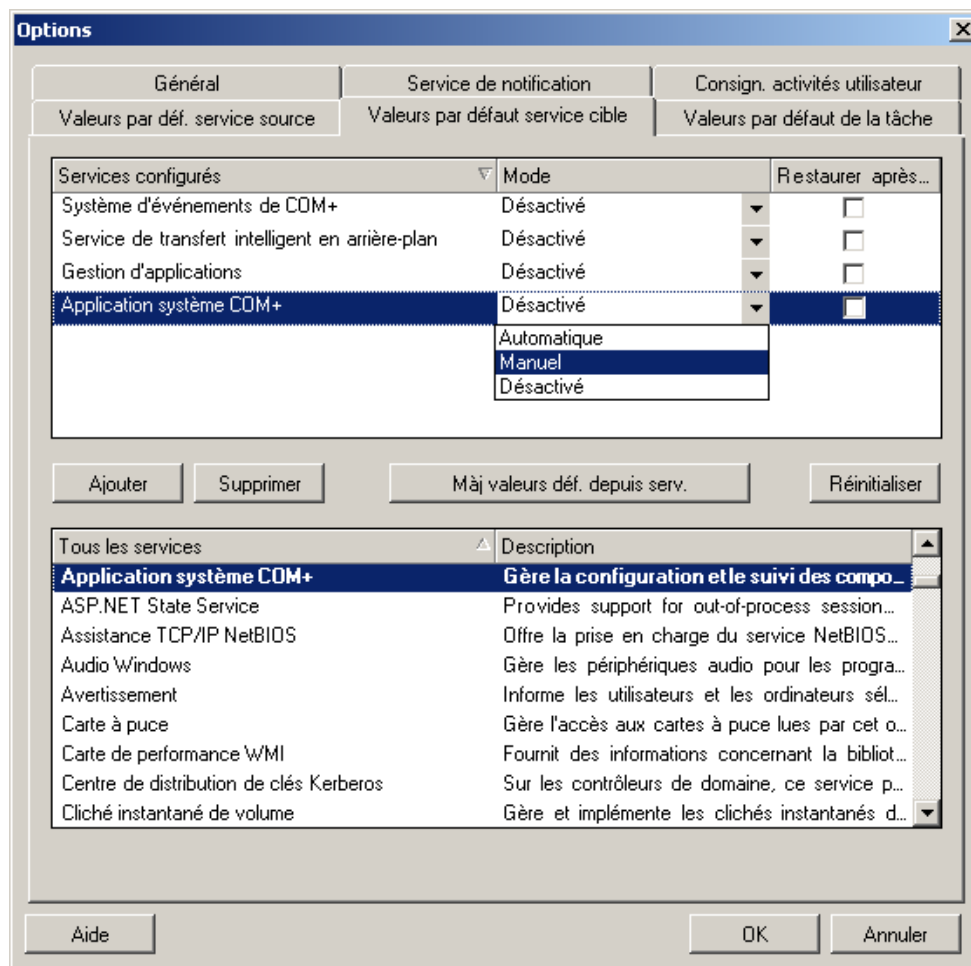 Options
Général Service de notification Consign. activités utilisateur
Valeurs par déf. service source Valeurs par défaut service cible Valeurs par défaut de la tâche
Services configurés Mode Restaurer après...
Système d'événements de COM+ Désactivé
Service de transfert intelligent en arrière-plan Désactivé
Gestion d'applications Désactivé
Application système COM+ Désactivé
Automatique
Manuel
Désactivé
Ajouter Supprimer Màj valeurs déf. depuis serv. Réinitialiser
Tous les services Description
Application système COM+ Gère la configuration et le suivi des compo...
ASP.NET State Service Provides support for out-of-process session...
Assistance TCP/IP NetBIOS Offre la prise en charge du service NetBIOS...
Audio Windows Gère les périphériques audio pour les progra...
Avertissement Informe les utilisateurs et les ordinateurs sél...
Carte à puce Gère l'accès aux cartes à puce lues par cet o...
Carte de performance WMI Fournit des informations concernant la bibliot...
Centre de distribution de clés Kerberos Sur les contrôleurs de domaine, ce service p...
Cliché instantané de volume Gère et implémente les clichés instantanés d...
Aide OK Annuler